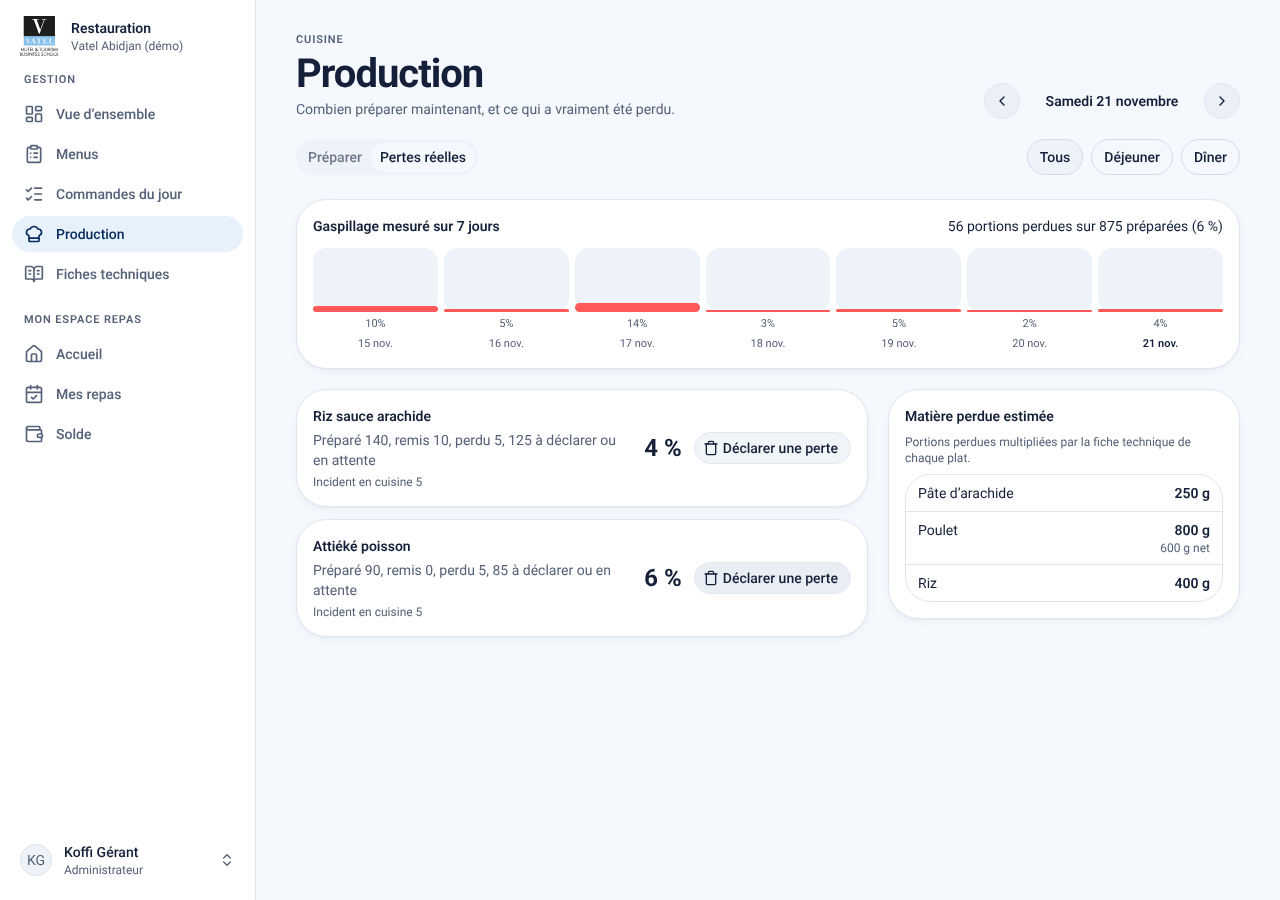 V
VATEL
HOTEL & TOURISM
BUSINESS SCHOOL
Restauration
Vatel Abidjan (démo)
GESTION
Vue d’ensemble
Menus
Commandes du jour
Production
Fiches techniques
MON ESPACE REPAS
Accueil
Mes repas
Solde
KG
Koffi Gérant
Administrateur
CUISINE
Production
Combien préparer maintenant, et ce qui a vraiment été perdu.
Samedi 21 novembre
Préparer Pertes réelles
Tous Déjeuner Dîner
Gaspillage mesuré sur 7 jours
56 portions perdues sur 875 préparées (6 %)
10% 5% 14% 3% 5% 2% 4%
15 nov. 16 nov. 17 nov. 18 nov. 19 nov. 20 nov. 21 nov.
Riz sauce arachide
Préparé 140, remis 10, perdu 5, 125 à déclarer ou
en attente
Incident en cuisine 5
4 % Déclarer une perte
Attiéké poisson
Préparé 90, remis 0, perdu 5, 85 à déclarer ou en
attente
Incident en cuisine 5
6 % Déclarer une perte
Matière perdue estimée
Portions perdues multipliées par la fiche technique de
chaque plat.
Pâte d’arachide 250 g
Poulet 800 g
600 g net
Riz 400 g